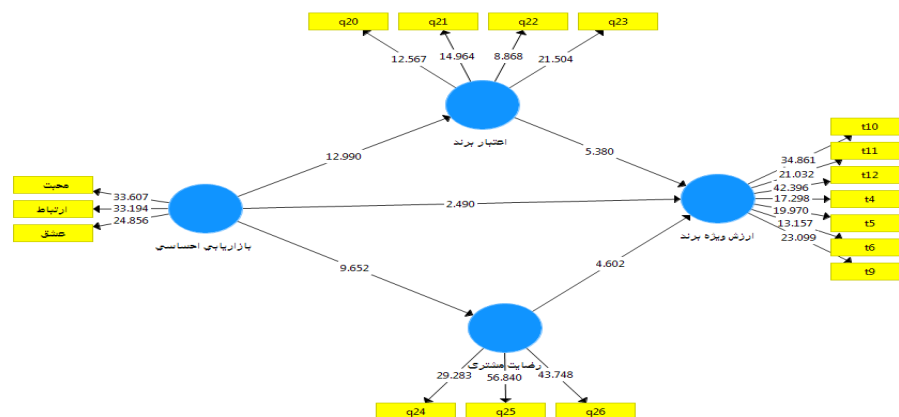 q20
q21
q22
q23
12.567
14.964
8.868
21.504
اعتبار برند
12.990
5.380
t10
t11
t12
t4
t5
t6
t9
34.861
21.032
42.396
17.298
19.970
13.157
23.099
ارزش ویژه برند
محبت
ارتباط
عشق
33.607
33.194
24.856
بازاریابی احساسی
2.490
9.652
4.602
رضایت مشتری
29.283
56.840
43.748
q24
q25
q26